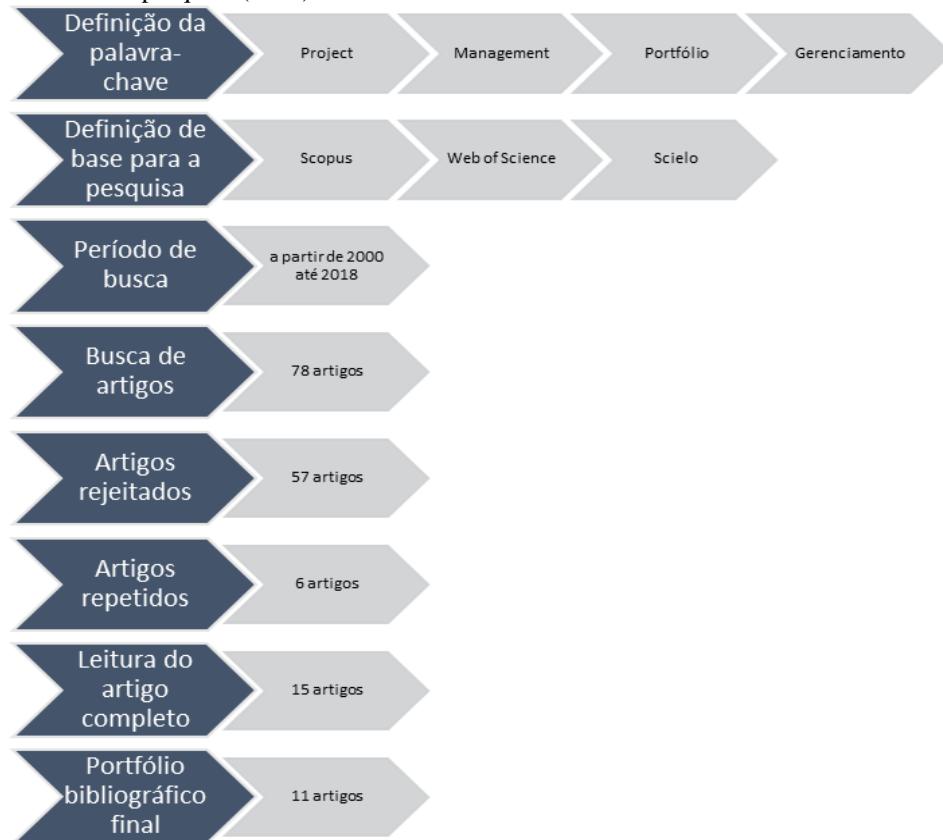 Definição da
palavra-
chave
Project
Management
Portfólio
Gerenciamento
Definição de
base para a
pesquisa
Scopus
Web of Science
Scielo
Período de
busca
a partir de 2000
até 2018
Busca de
artigos
78 artigos
Artigos
rejeitados
57 artigos
Artigos
repetidos
6 artigos
Leitura do
artigo
completo
15 artigos
Portfólio
bibliográfico
final
11 artigos